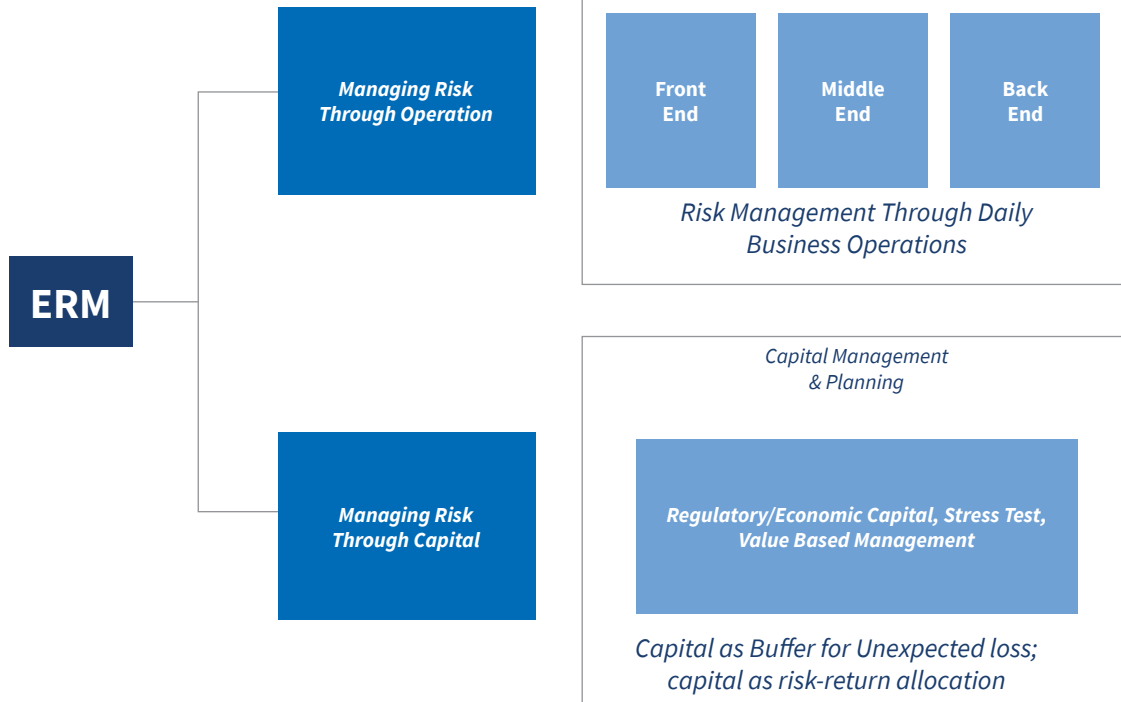 ERM
Managing Risk
Through Operation
Front
End
Middle
End
Back
End
Risk Management Through Daily
Business Operations
Managing Risk
Through Capital
Capital Management
& Planning
Regulatory/Economic Capital, Stress Test,
Value Based Management
Capital as Buffer for Unexpected loss;
capital as risk-return allocation